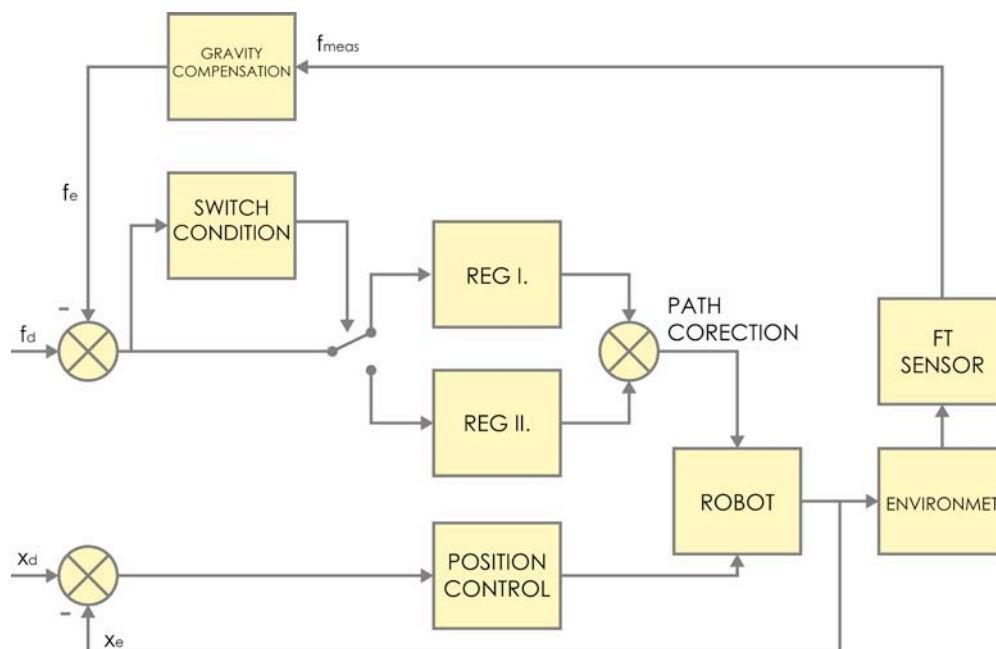 GRAVITY
COMPENSATION
fmeas
fe
SWITCH
CONDITION
REG I.
PATH
CORECTION
FT
SENSOR
-
fd
REG II.
ROBOT
ENVIRONMET
xd
POSITION
CONTROL
-
xe